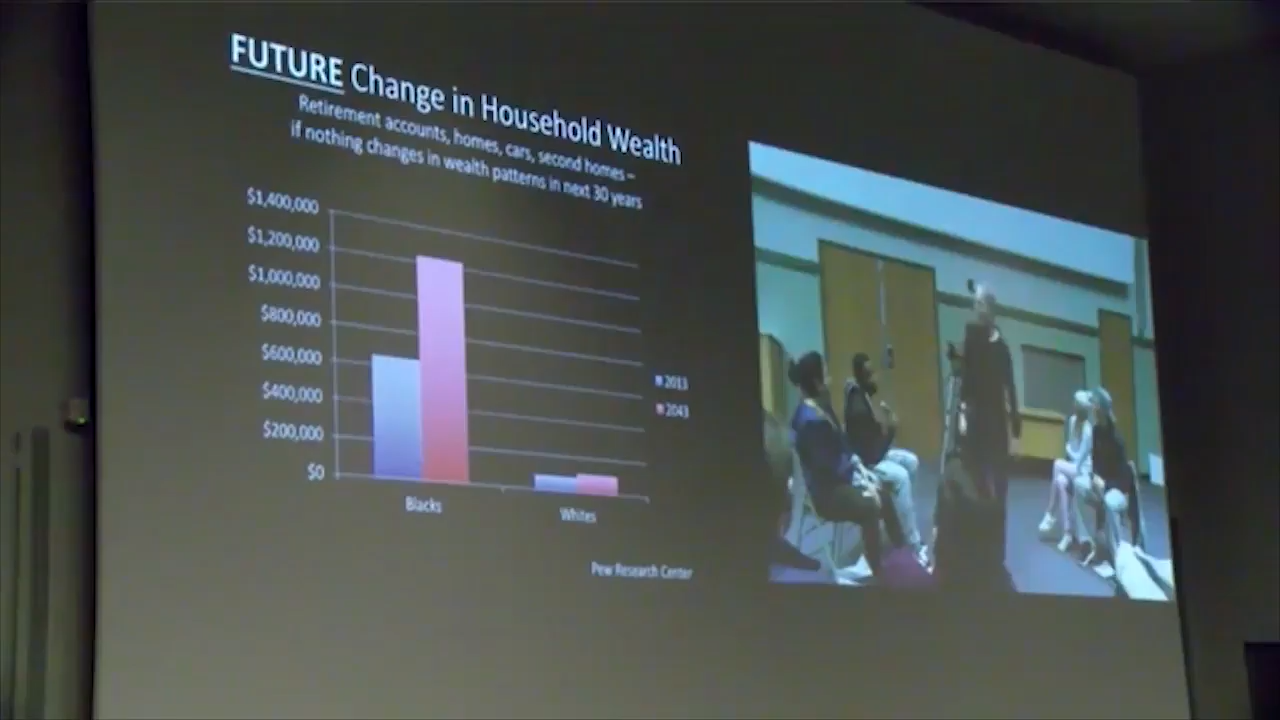 FUTURE Change in Household Wealth
Retirement accounts, homes, cars, second homes –
if nothing changes in wealth patterns in next 30 years
$1,400,000
$1,200,000
$1,000,000
$800,000
$600,000
$400,000
$200,000
$0
2013
2043
Blacks
Whites
Pew Research Center